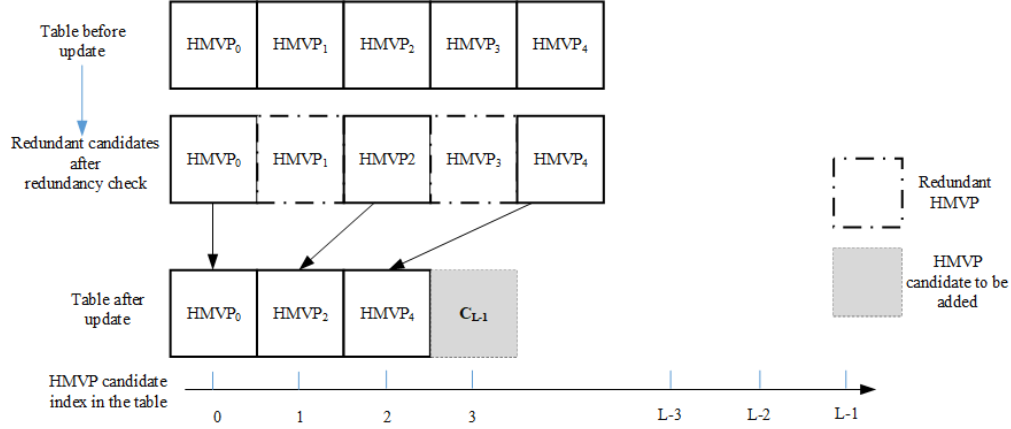 Table before
update
HMVP₀ HMVP₁ HMVP₂ HMVP₃ HMVP₄
Redundant candidates
after
redundancy check
HMVP₀ HMVP₁ HMVP2 HMVP₃ HMVP₄
Redundant
HMVP
HMVP
candidate to be
added
Table after
update
HMVP₀ HMVP₂ HMVP₄ C_L-1
HMVP candidate
index in the table
0 1 2 3 L-3 L-2 L-1